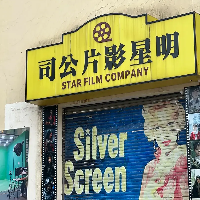 司公片影星明
STAR FILM COMPANY
Silver
Screen